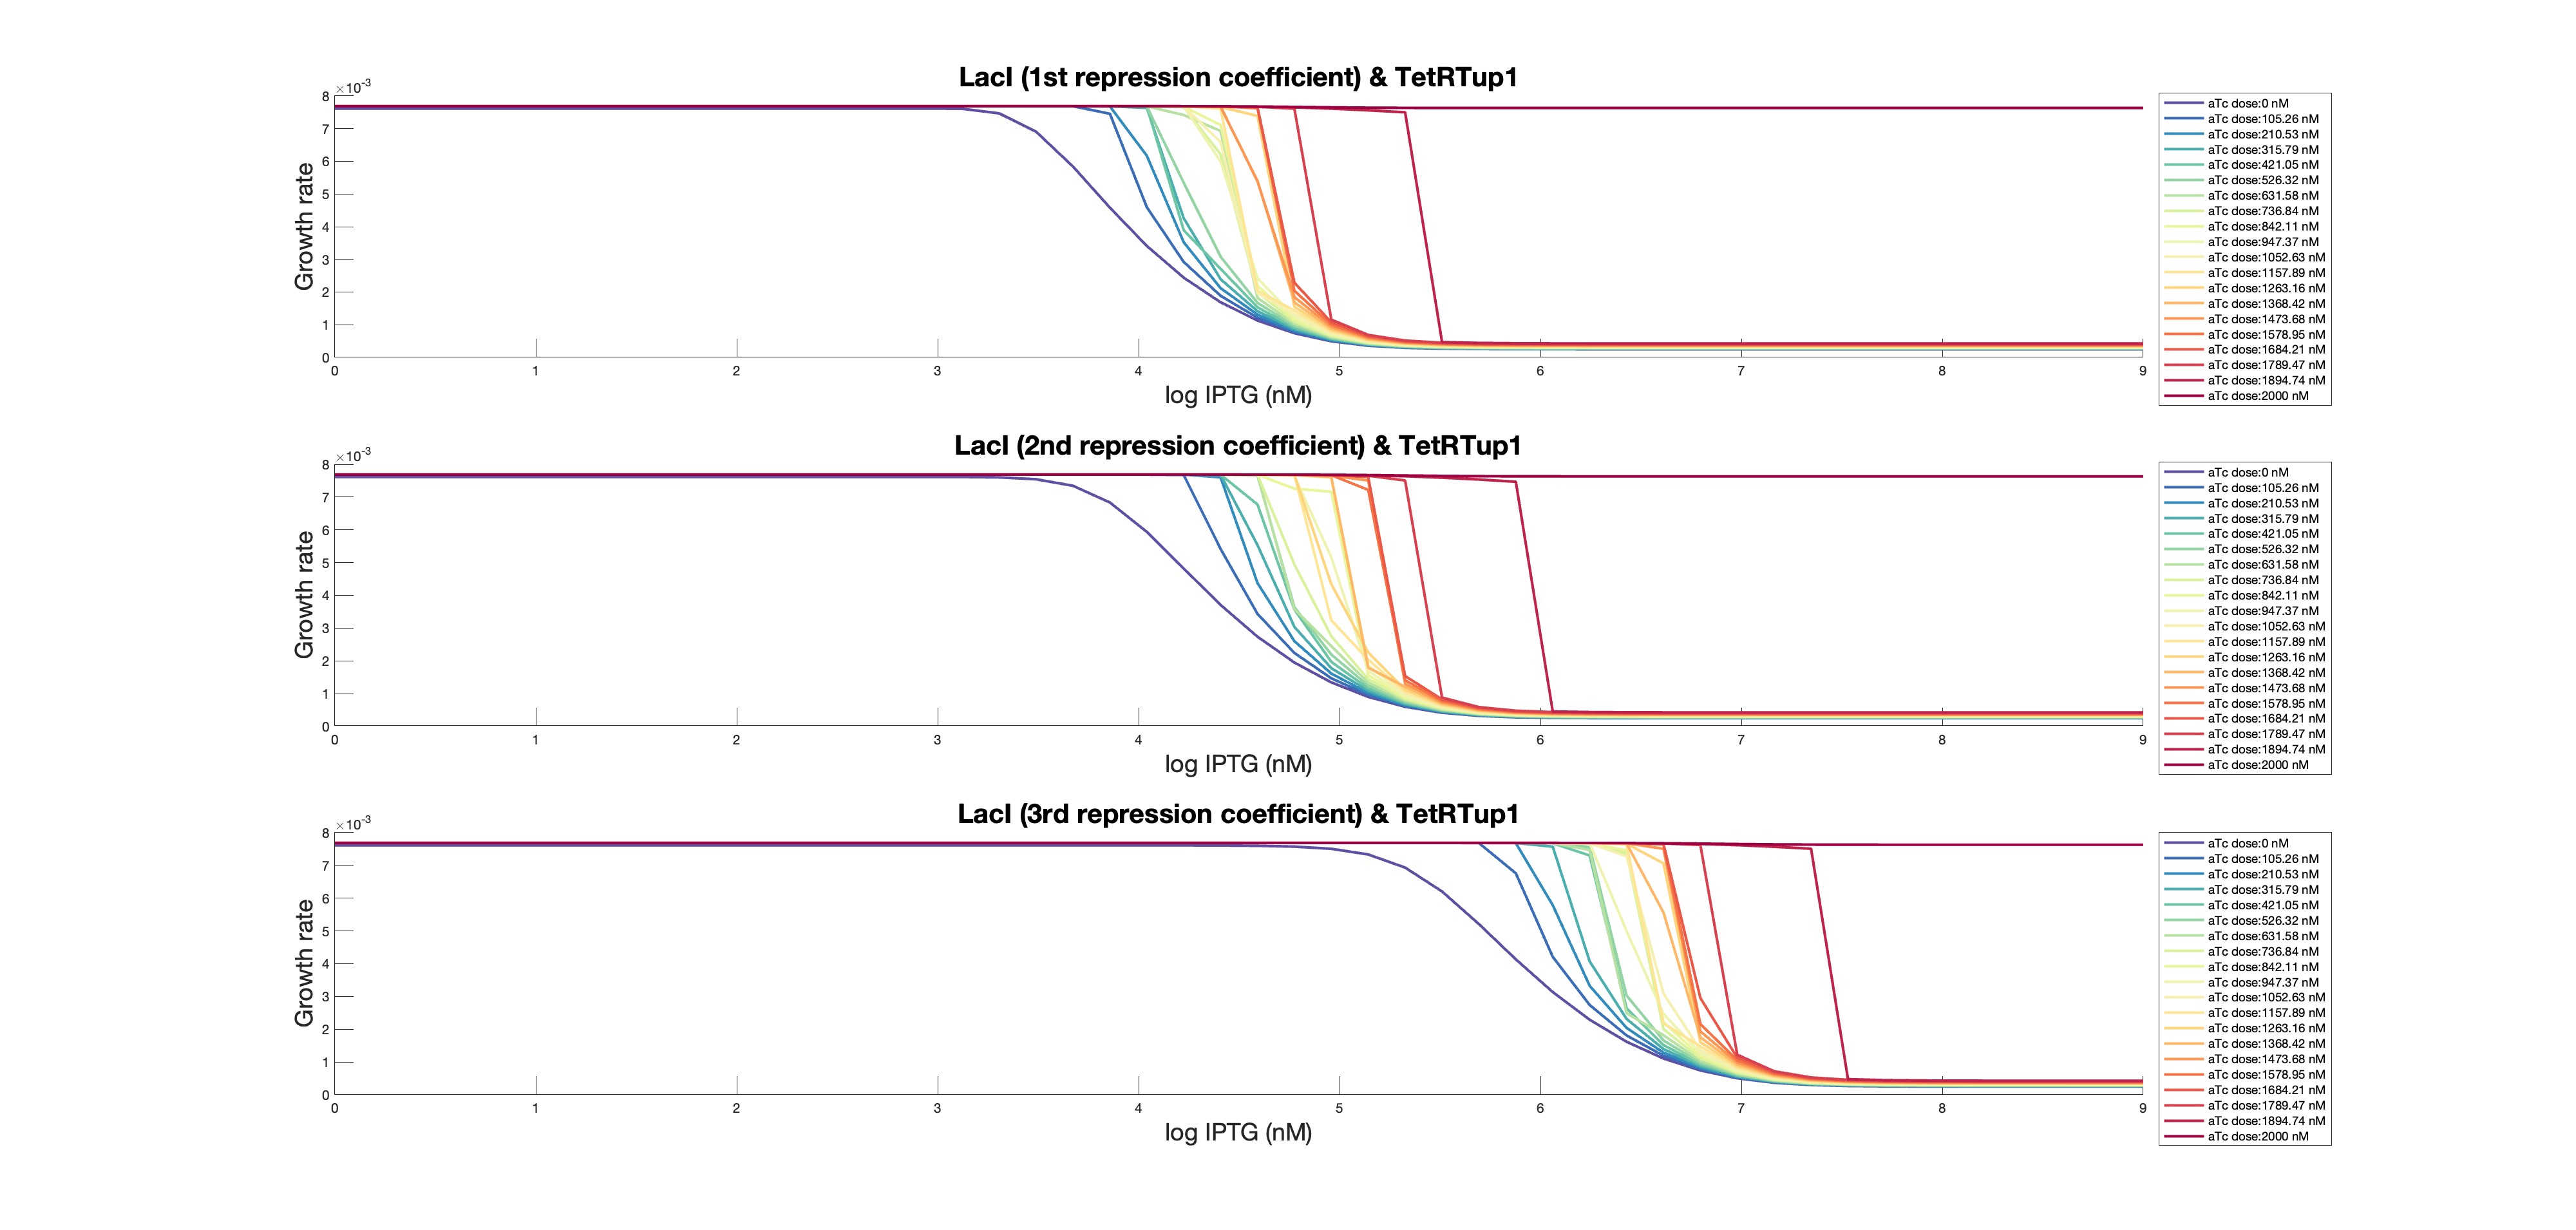 LacI (1st repression coefficient) & TetRTup1
×10-3
8
7
6
5
4
3
2
1
0
Growth rate
0 1 2 3 4 5 6 7 8 9
log IPTG (nM)
aTc dose:0 nM
aTc dose:105.26 nM
aTc dose:210.53 nM
aTc dose:315.79 nM
aTc dose:421.05 nM
aTc dose:526.32 nM
aTc dose:631.58 nM
aTc dose:736.84 nM
aTc dose:842.11 nM
aTc dose:947.37 nM
aTc dose:1052.63 nM
aTc dose:1157.89 nM
aTc dose:1263.16 nM
aTc dose:1368.42 nM
aTc dose:1473.68 nM
aTc dose:1578.95 nM
aTc dose:1684.21 nM
aTc dose:1789.47 nM
aTc dose:1894.74 nM
aTc dose:2000 nM
LacI (2nd repression coefficient) & TetRTup1
×10-3
8
7
6
5
4
3
2
1
0
Growth rate
0 1 2 3 4 5 6 7 8 9
log IPTG (nM)
aTc dose:0 nM
aTc dose:105.26 nM
aTc dose:210.53 nM
aTc dose:315.79 nM
aTc dose:421.05 nM
aTc dose:526.32 nM
aTc dose:631.58 nM
aTc dose:736.84 nM
aTc dose:842.11 nM
aTc dose:947.37 nM
aTc dose:1052.63 nM
aTc dose:1157.89 nM
aTc dose:1263.16 nM
aTc dose:1368.42 nM
aTc dose:1473.68 nM
aTc dose:1578.95 nM
aTc dose:1684.21 nM
aTc dose:1789.47 nM
aTc dose:1894.74 nM
aTc dose:2000 nM
LacI (3rd repression coefficient) & TetRTup1
×10-3
8
7
6
5
4
3
2
1
0
Growth rate
0 1 2 3 4 5 6 7 8 9
log IPTG (nM)
aTc dose:0 nM
aTc dose:105.26 nM
aTc dose:210.53 nM
aTc dose:315.79 nM
aTc dose:421.05 nM
aTc dose:526.32 nM
aTc dose:631.58 nM
aTc dose:736.84 nM
aTc dose:842.11 nM
aTc dose:947.37 nM
aTc dose:1052.63 nM
aTc dose:1157.89 nM
aTc dose:1263.16 nM
aTc dose:1368.42 nM
aTc dose:1473.68 nM
aTc dose:1578.95 nM
aTc dose:1684.21 nM
aTc dose:1789.47 nM
aTc dose:1894.74 nM
aTc dose:2000 nM